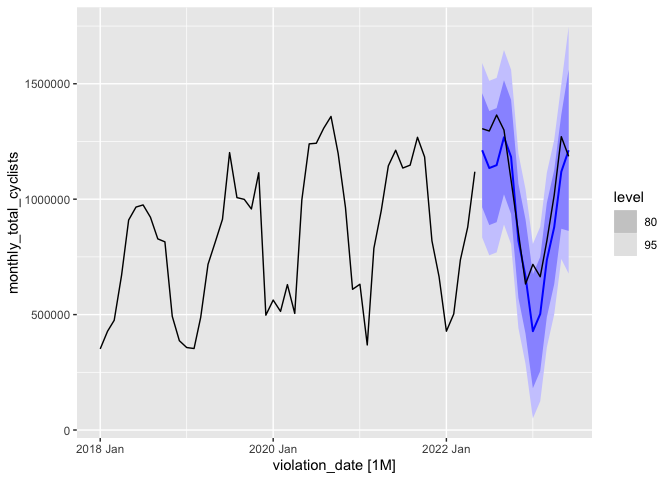 1500000
1000000
500000
0
monthly_total_cyclists
2018 Jan
2020 Jan
2022 Jan
violation_date [1M]
level
80
95